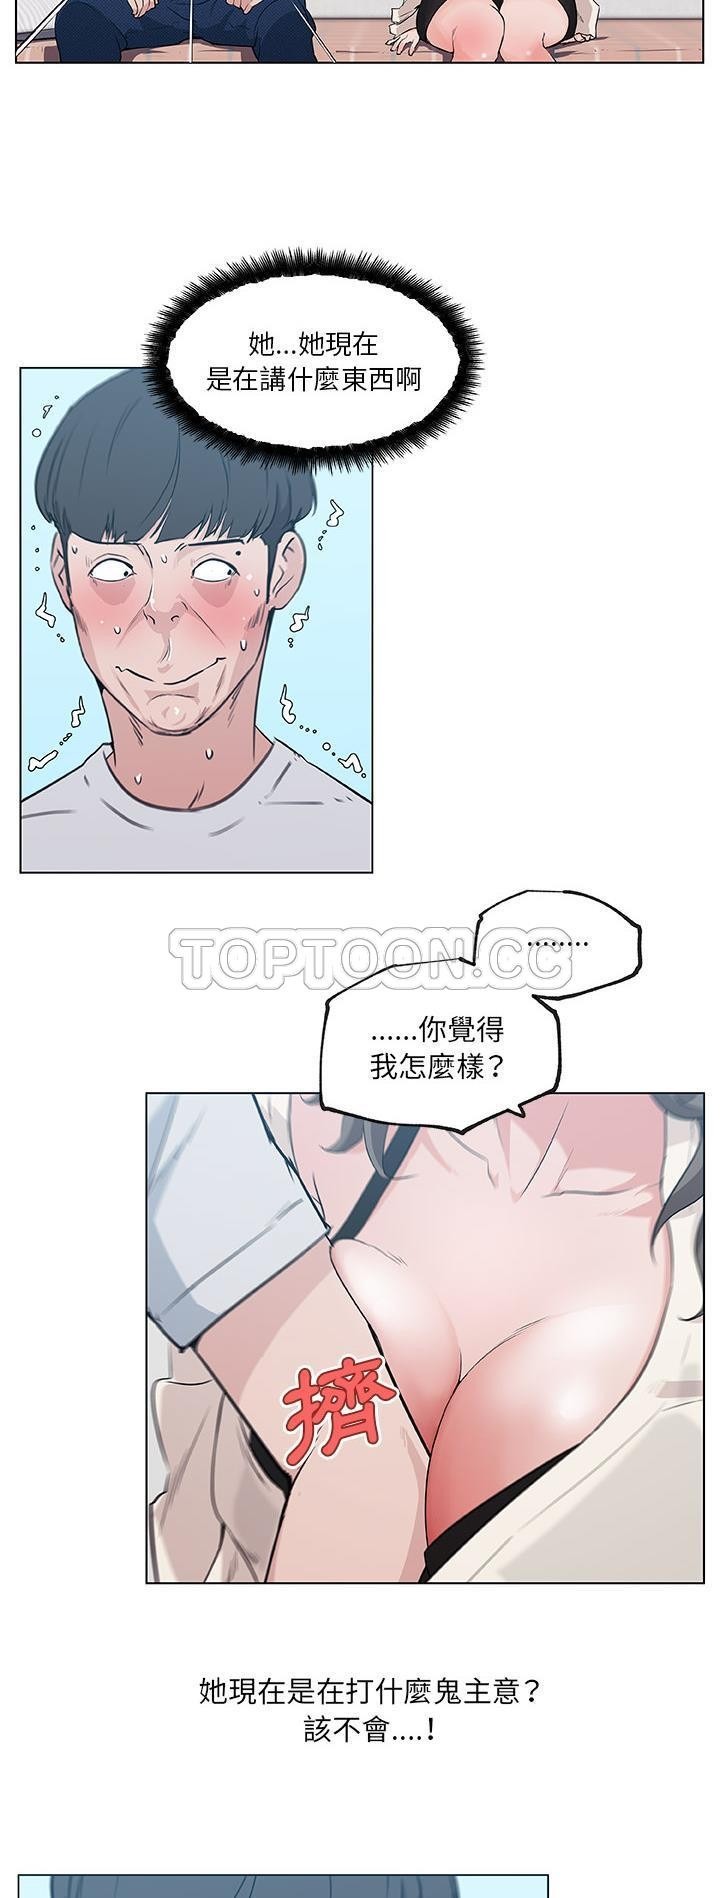 她...她現在
是在講什麼東西啊
TOPTOON.CC
........
......你覺得
我怎麼樣？
擠
她現在是在打什麼鬼主意？
該不會....！